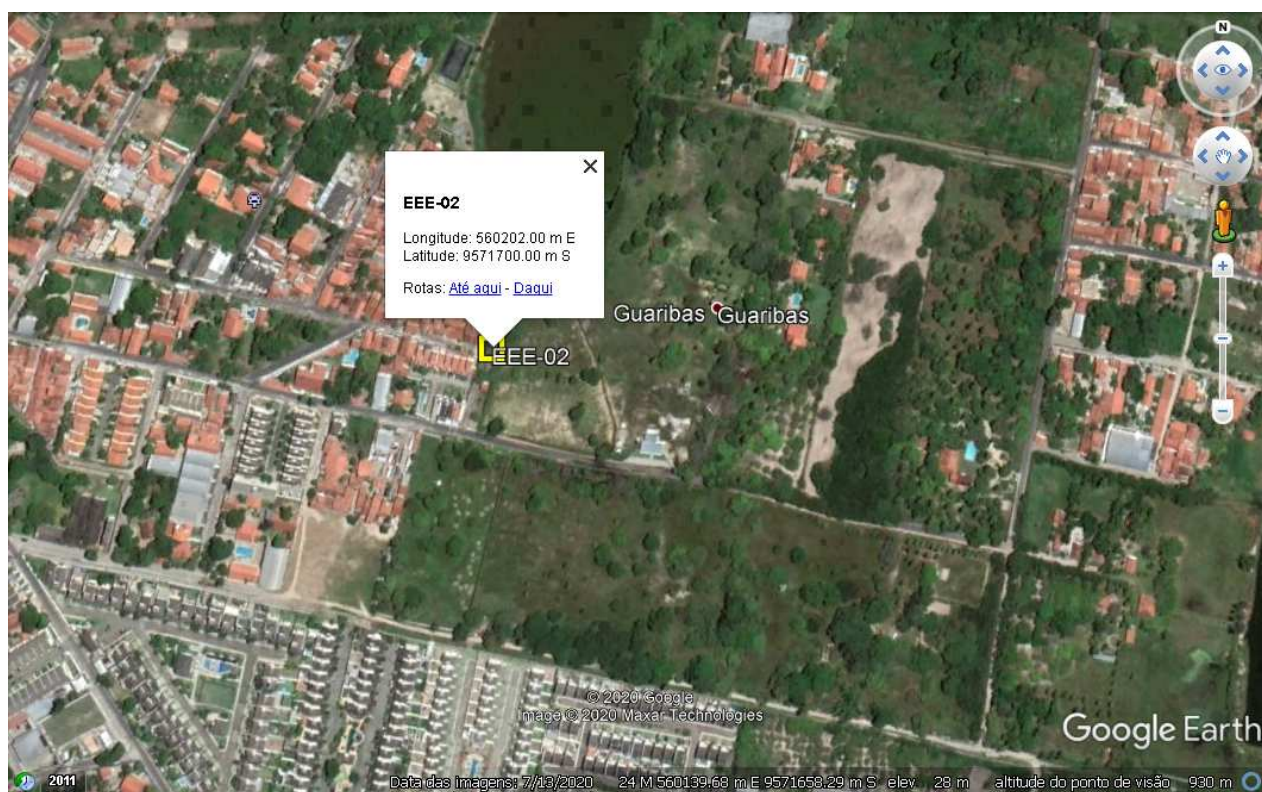 N
EEE-02
Longitude: 560202.00 m E
Latitude: 9571700.00 m S
Rotas: Até aqui - Daqui
Guaribas Guaribas
EEE-02
© 2020 Google
Image © 2020 Maxar Technologies
Google Earth
2011
Data das imagens: 7/13/2020 24 M 560139.68 m E 9571658.29 m S elev 28 m altitude do ponto de visão 930 m